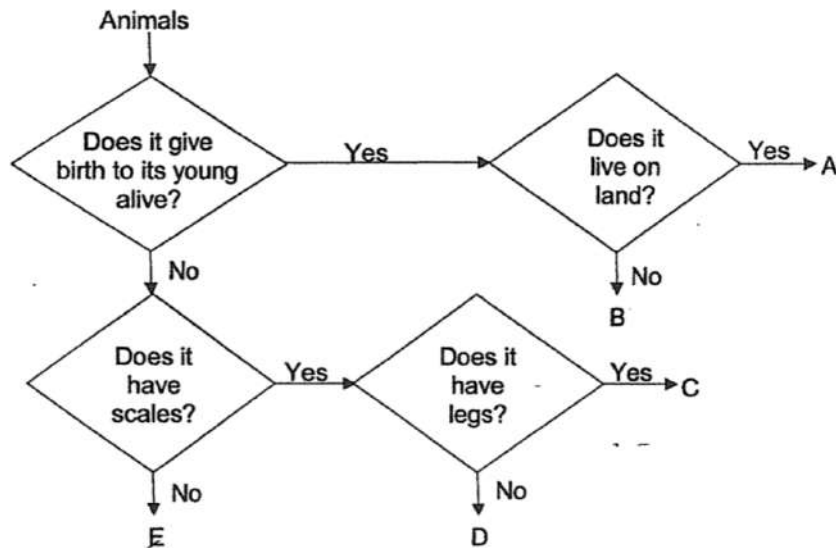 Animals
Does it give
birth to its young
alive?
Yes
Does it
live on
land?
Yes
A
No
No
B
Does it
have
scales?
Yes
Does it
have
legs?
Yes
C
No
No
E
D